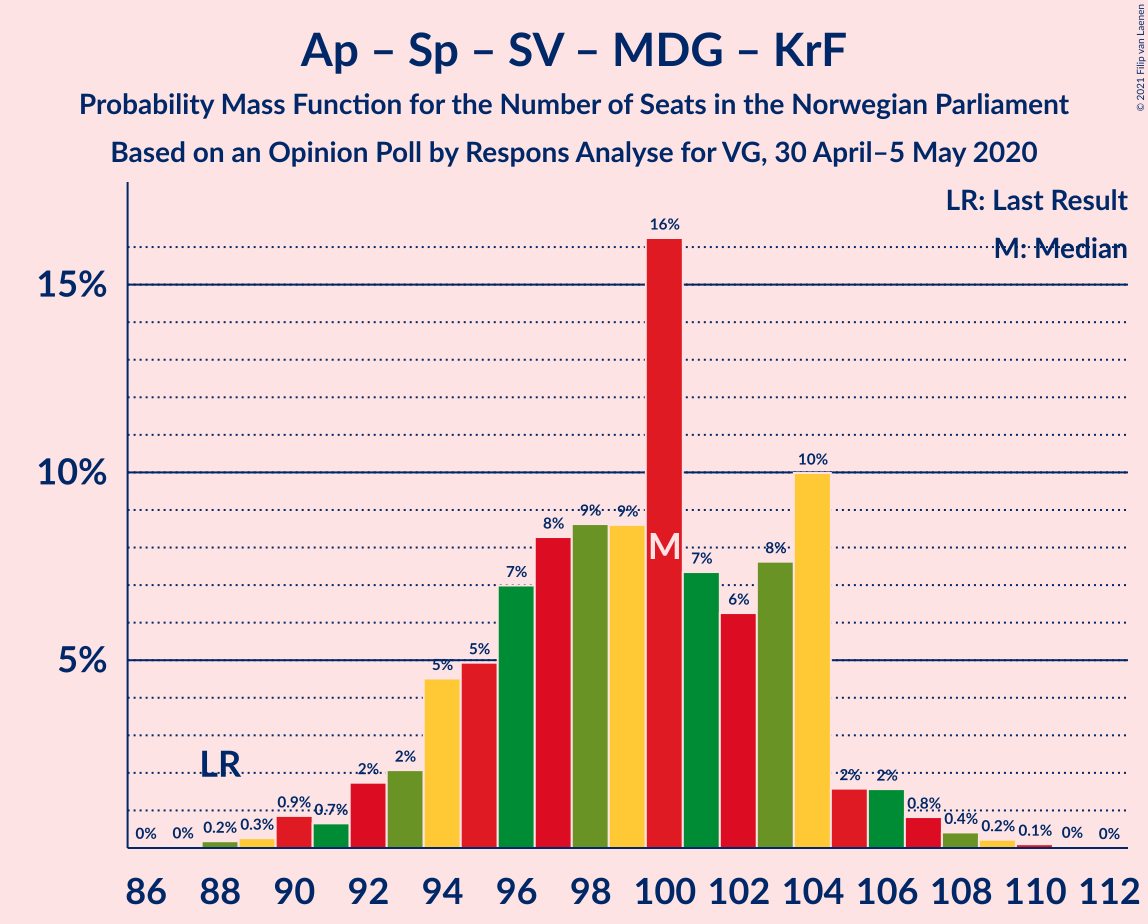 © 2021 Filip van Laenen
Ap – Sp – SV – MDG – KrF
Probability Mass Function for the Number of Seats in the Norwegian Parliament
Based on an Opinion Poll by Respons Analyse for VG, 30 April–5 May 2020
LR: Last Result
M: Median
15%
10%
5%
LR
M
0% 0% 0.2% 0.3% 0.9% 0.7% 2% 2% 5% 5% 7% 8% 9% 9% 16% 7% 6% 8% 10% 2% 2% 0.8% 0.4% 0.2% 0.1% 0% 0%
86 88 90 92 94 96 98 100 102 104 106 108 110 112